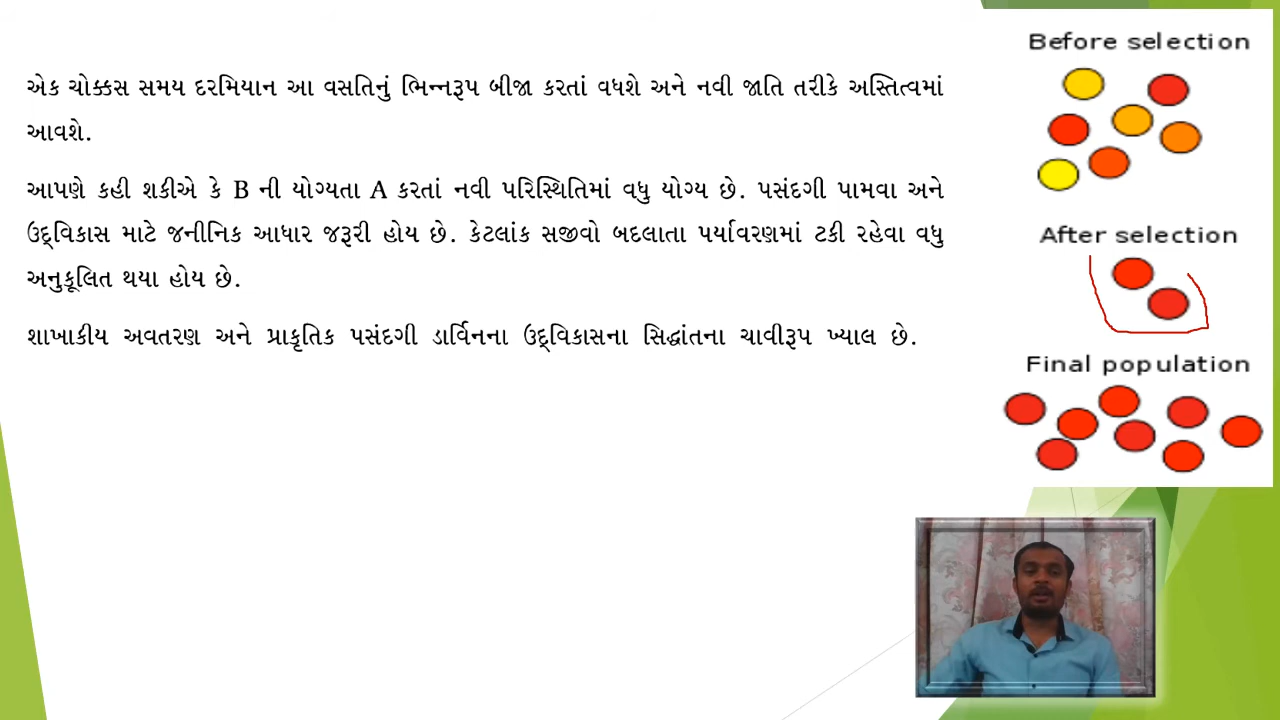 એક ચોક્કસ સમય દરમિયાન આ વસતિનું ભિન્નરૂપ બીજા કરતાં વધશે અને નવી જાતિ તરીકે અસ્તિત્વમાં
આવશે.
આપણે કહી શકીએ કે B ની યોગ્યતા A કરતાં નવી પરિસ્થિતિમાં વધુ યોગ્ય છે. પસંદગી પામવા અને
ઉદ્‌વિકાસ માટે જનીનિક આધાર જરૂરી હોય છે. કેટલાંક સજીવો બદલાતા પર્યાવરણમાં ટકી રહેવા વધુ
અનુકૂલિત થયા હોય છે.
શાખાકીય અવતરણ અને પ્રાકૃતિક પસંદગી ડાર્વિનના ઉદ્‌વિકાસના સિદ્ધાંતના ચાવીરૂપ ખ્યાલ છે.
Before selection
After selection
Final population